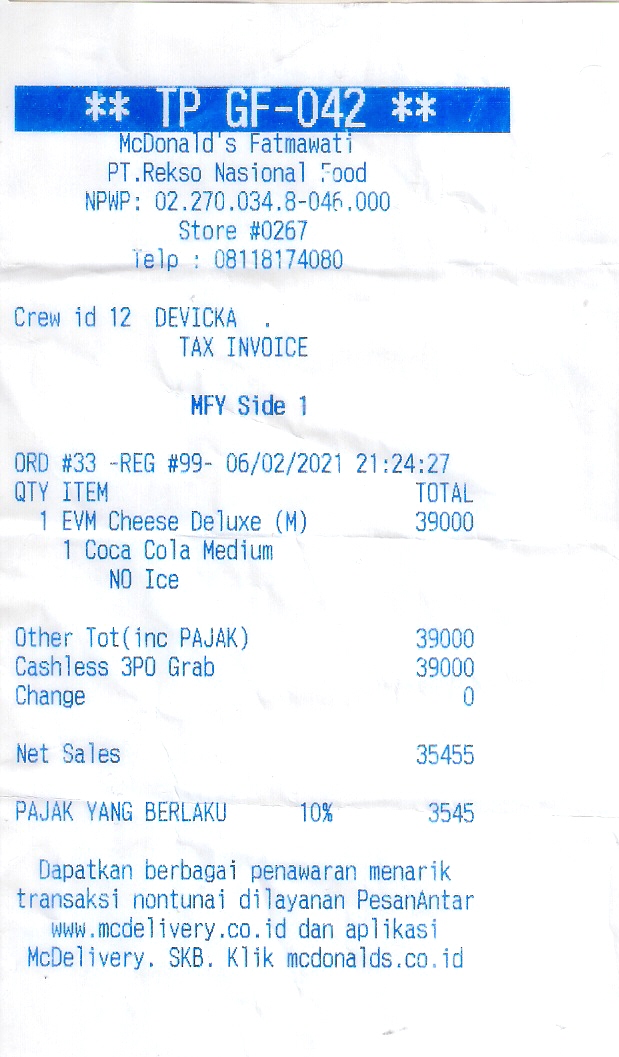 ** TP GF-042 **
McDonald's Fatmawati
PT.Rekso Nasional Food
NPWP: 02.270.034.8-046.000
Store #0267
Telp : 08118174080
Crew id 12 DEVICKA .
TAX INVOICE
MFY Side 1
ORD #33 -REG #99- 06/02/2021 21:24:27
QTY ITEM TOTAL
1 EVM Cheese Deluxe (M) 39000
1 Coca Cola Medium
NO Ice
Other Tot(inc PAJAK) 39000
Cashless 3PO Grab 39000
Change 0
Net Sales 35455
PAJAK YANG BERLAKU 10% 3545
Dapatkan berbagai penawaran menarik
transaksi nontunai dilayanan PesanAntar
www.mcdelivery.co.id dan aplikasi
McDelivery. SKB. Klik mcdonalds.co.id